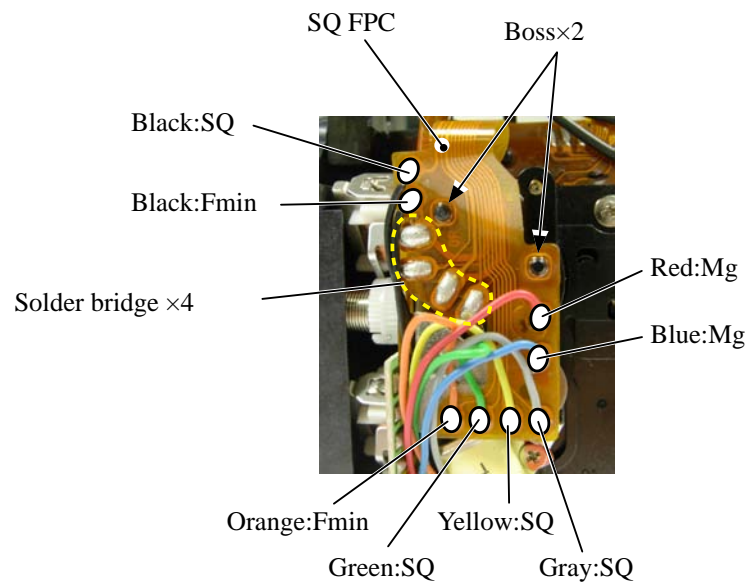 SQ FPC
Boss×2
Black:SQ
Black:Fmin
Red:Mg
Solder bridge ×4
Blue:Mg
Orange:Fmin
Yellow:SQ
Green:SQ
Gray:SQ